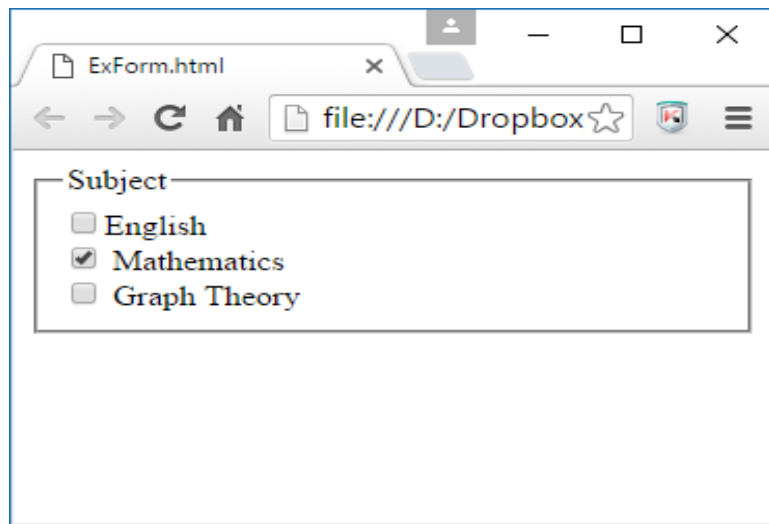 ExForm.html
file:///D:/Dropbox
Subject
English
Mathematics
Graph Theory